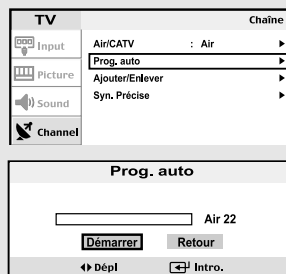 TV Chaîne
Input
Picture
Sound
Channel
Air/CATV : Air
Prog. auto
Ajouter/Enlever
Syn. Précise
Prog. auto
Air 22
Démarrer Retour
Dépl Intro.